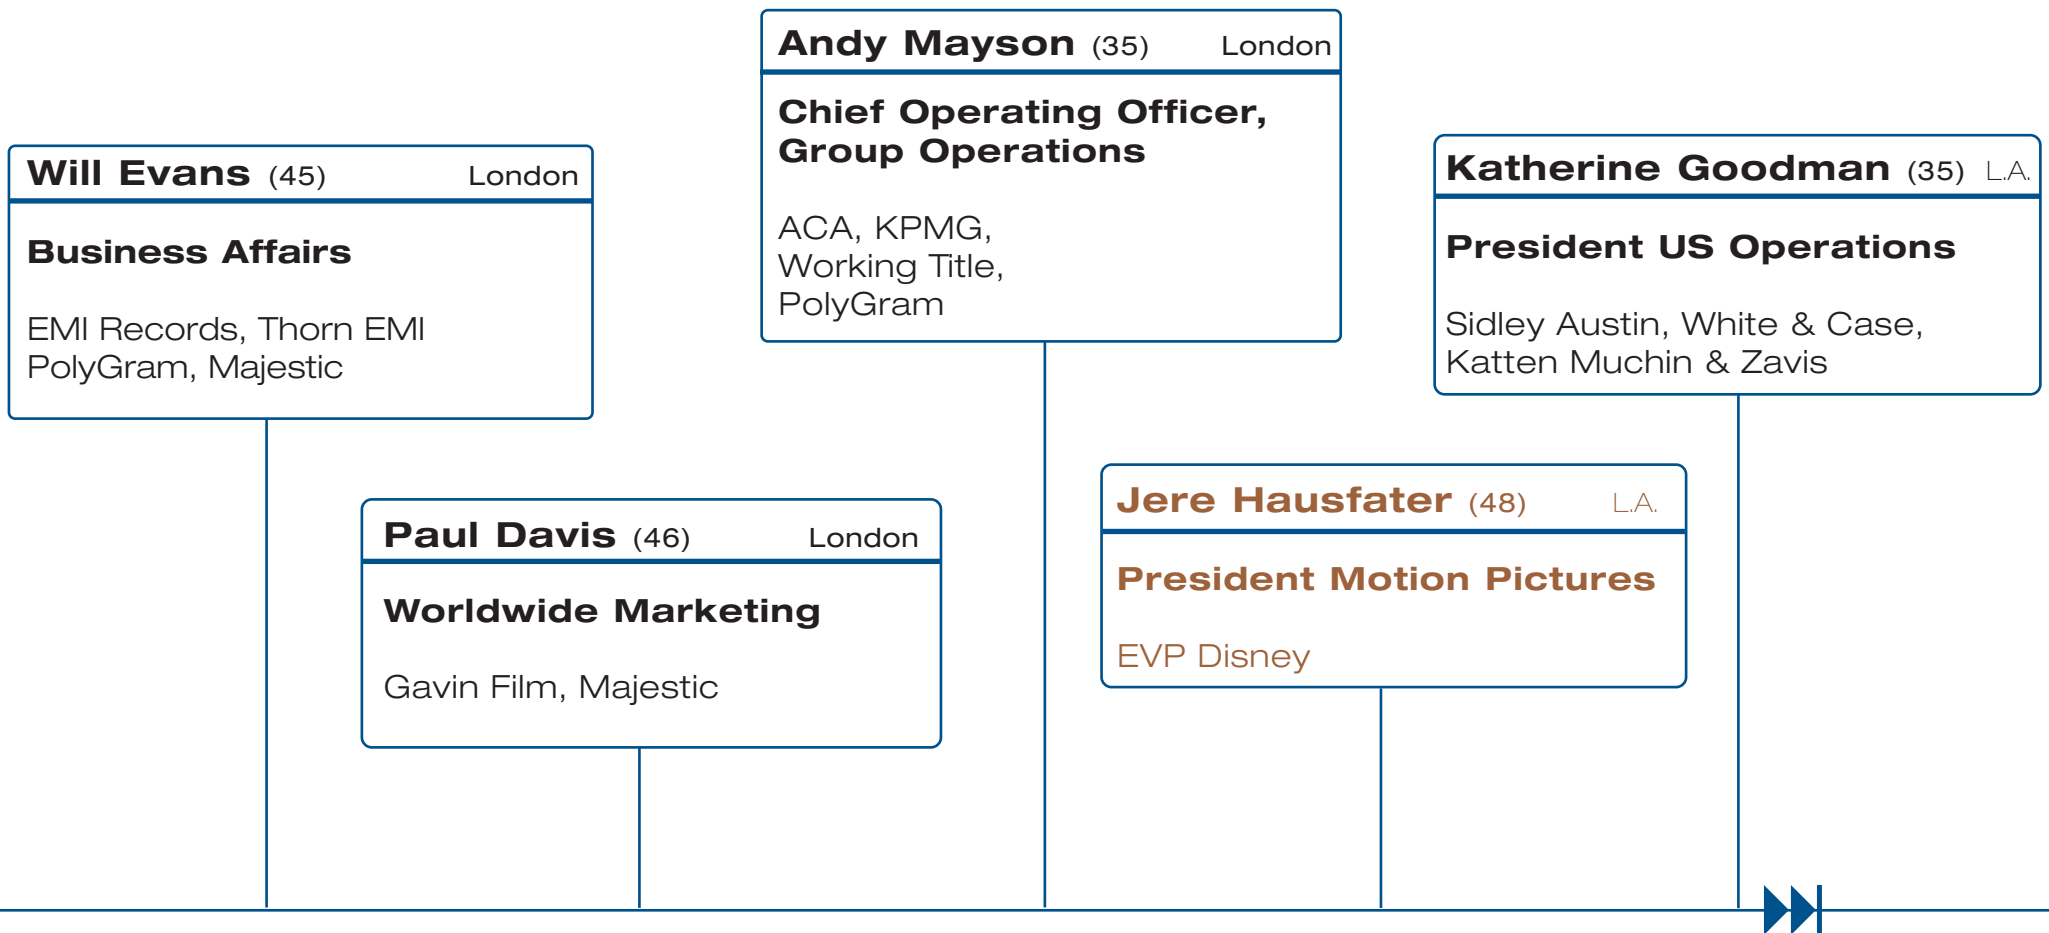 Will Evans (45) London
Business Affairs
EMI Records, Thorn EMI
PolyGram, Majestic
Paul Davis (46) London
Worldwide Marketing
Gavin Film, Majestic
Andy Mayson (35) London
Chief Operating Officer,
Group Operations
ACA, KPMG,
Working Title,
PolyGram
Jere Hausfater (48) L.A.
President Motion Pictures
EVP Disney
Katherine Goodman (35) L.A.
President US Operations
Sidley Austin, White & Case,
Katten Muchin & Zavis